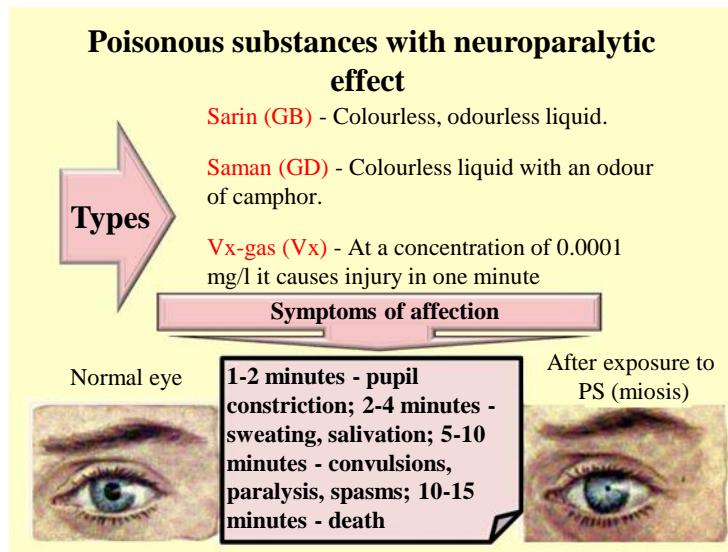 Poisonous substances with neuroparalytic
effect
Sarin (GB) - Colourless, odourless liquid.
Saman (GD) - Colourless liquid with an odour
of camphor.
Types
Vx-gas (Vx) - At a concentration of 0.0001
mg/l it causes injury in one minute
Symptoms of affection
Normal eye
1-2 minutes - pupil
constriction; 2-4 minutes -
sweating, salivation; 5-10
minutes - convulsions,
paralysis, spasms; 10-15
minutes - death
After exposure to
PS (miosis)